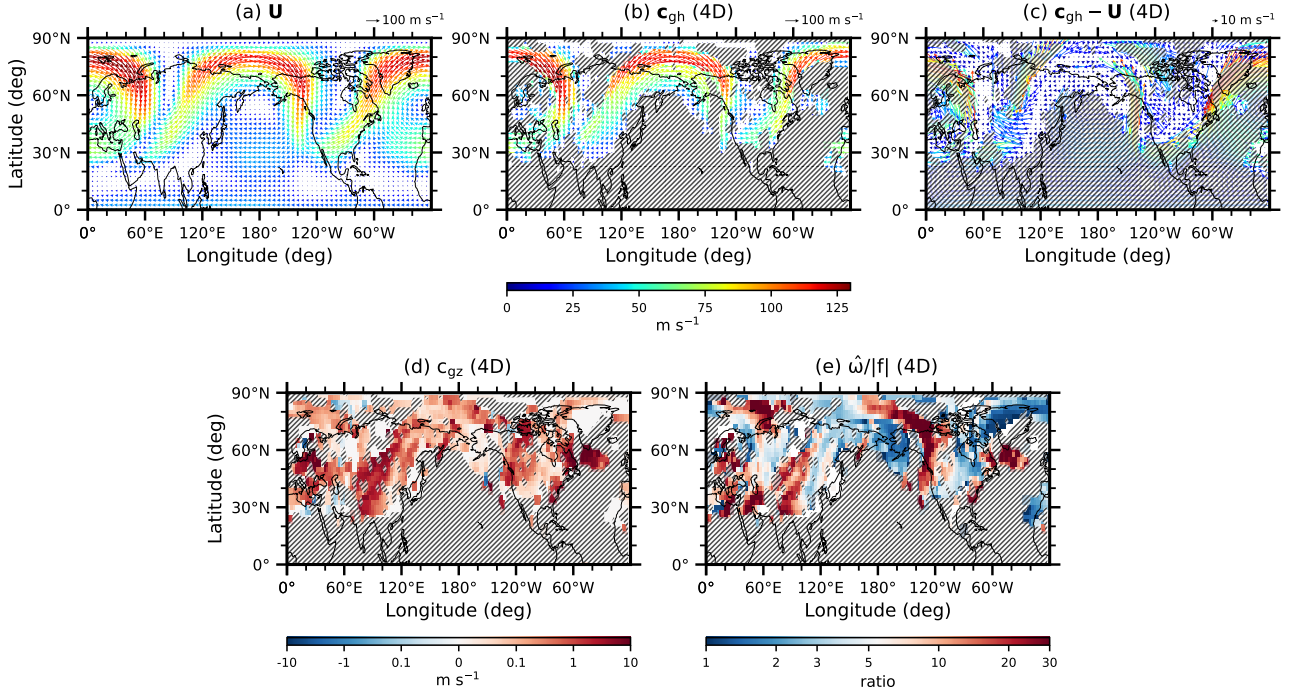 (a) U
100 m s⁻¹
(b) c_gh (4D)
100 m s⁻¹
(c) c_gh − U (4D)
10 m s⁻¹
90°N
60°N
30°N
0°
Latitude (deg)
0° 60°E 120°E 180° 120°W 60°W
Longitude (deg)
90°N
60°N
30°N
0°
0° 60°E 120°E 180° 120°W 60°W
Longitude (deg)
90°N
60°N
30°N
0°
0° 60°E 120°E 180° 120°W 60°W
Longitude (deg)
0 25 50 75 100 125
m s⁻¹
(d) c_gz (4D)
(e) ω̂/|f| (4D)
90°N
60°N
30°N
0°
Latitude (deg)
0° 60°E 120°E 180° 120°W 60°W
Longitude (deg)
90°N
60°N
30°N
0°
Latitude (deg)
0° 60°E 120°E 180° 120°W 60°W
Longitude (deg)
-10 -1 0.1 0 0.1 1 10
m s⁻¹
1 2 3 5 10 20 30
ratio